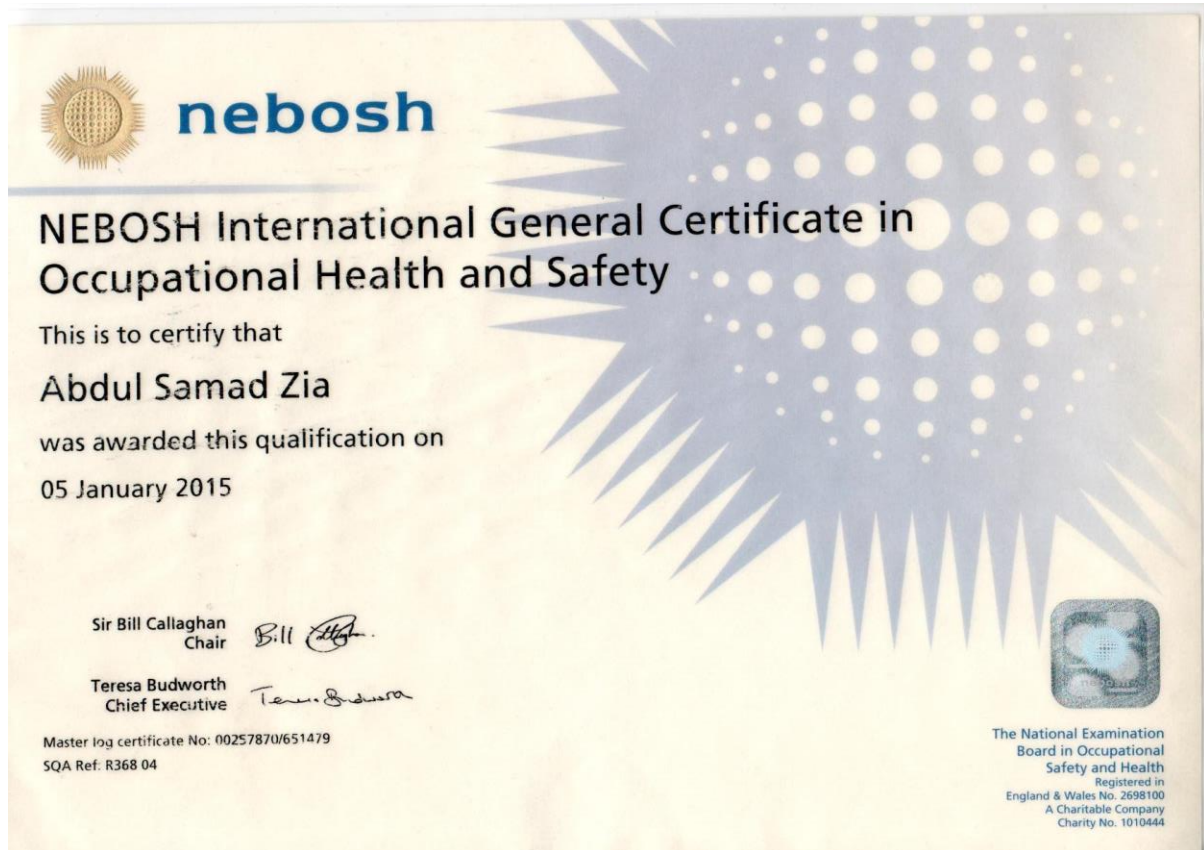 nebosh
NEBOSH International General Certificate in
Occupational Health and Safety
This is to certify that
Abdul Samad Zia
was awarded this qualification on
05 January 2015
Sir Bill Callaghan
Chair
Bill Callaghan
Teresa Budworth
Chief Executive
Teresa Budworth
Master log certificate No: 00257870/651479
SQA Ref: R368 04
nebosh
The National Examination
Board in Occupational
Safety and Health
Registered in
England & Wales No. 2698100
A Charitable Company
Charity No. 1010444